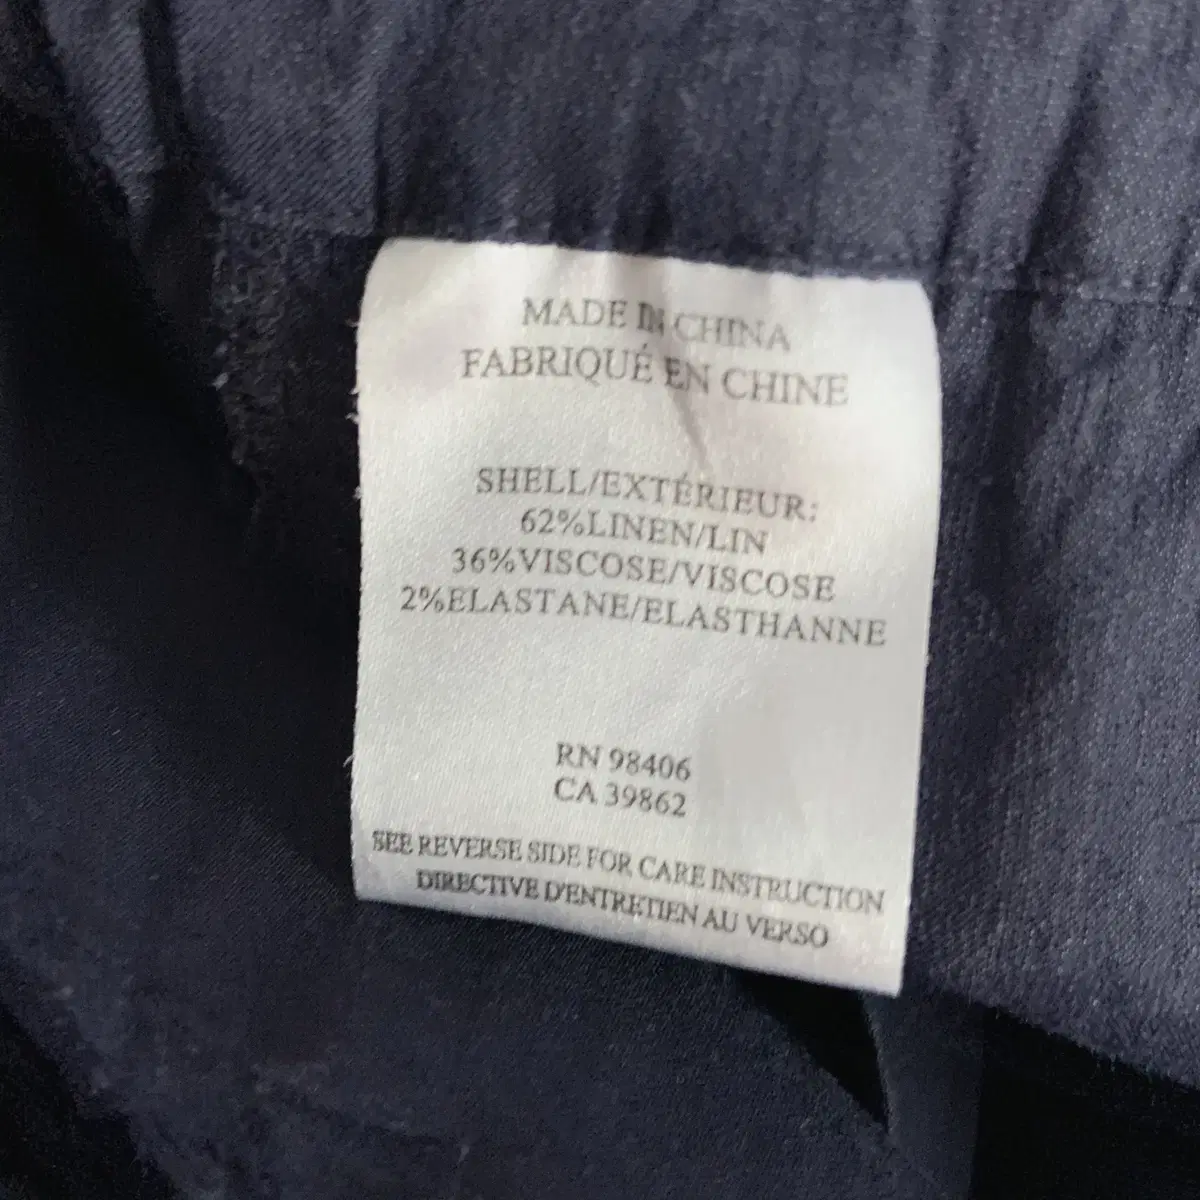 MADE IN CHINA
FABRIQUÉ EN CHINE
SHELL/EXTÉRIEUR:
62%LINEN/LIN
36%VISCOSE/VISCOSE
2%ELASTANE/ELASTHANNE
RN 98406
CA 39862
SEE REVERSE SIDE FOR CARE INSTRUCTION
DIRECTIVE D'ENTRETIEN AU VERSO